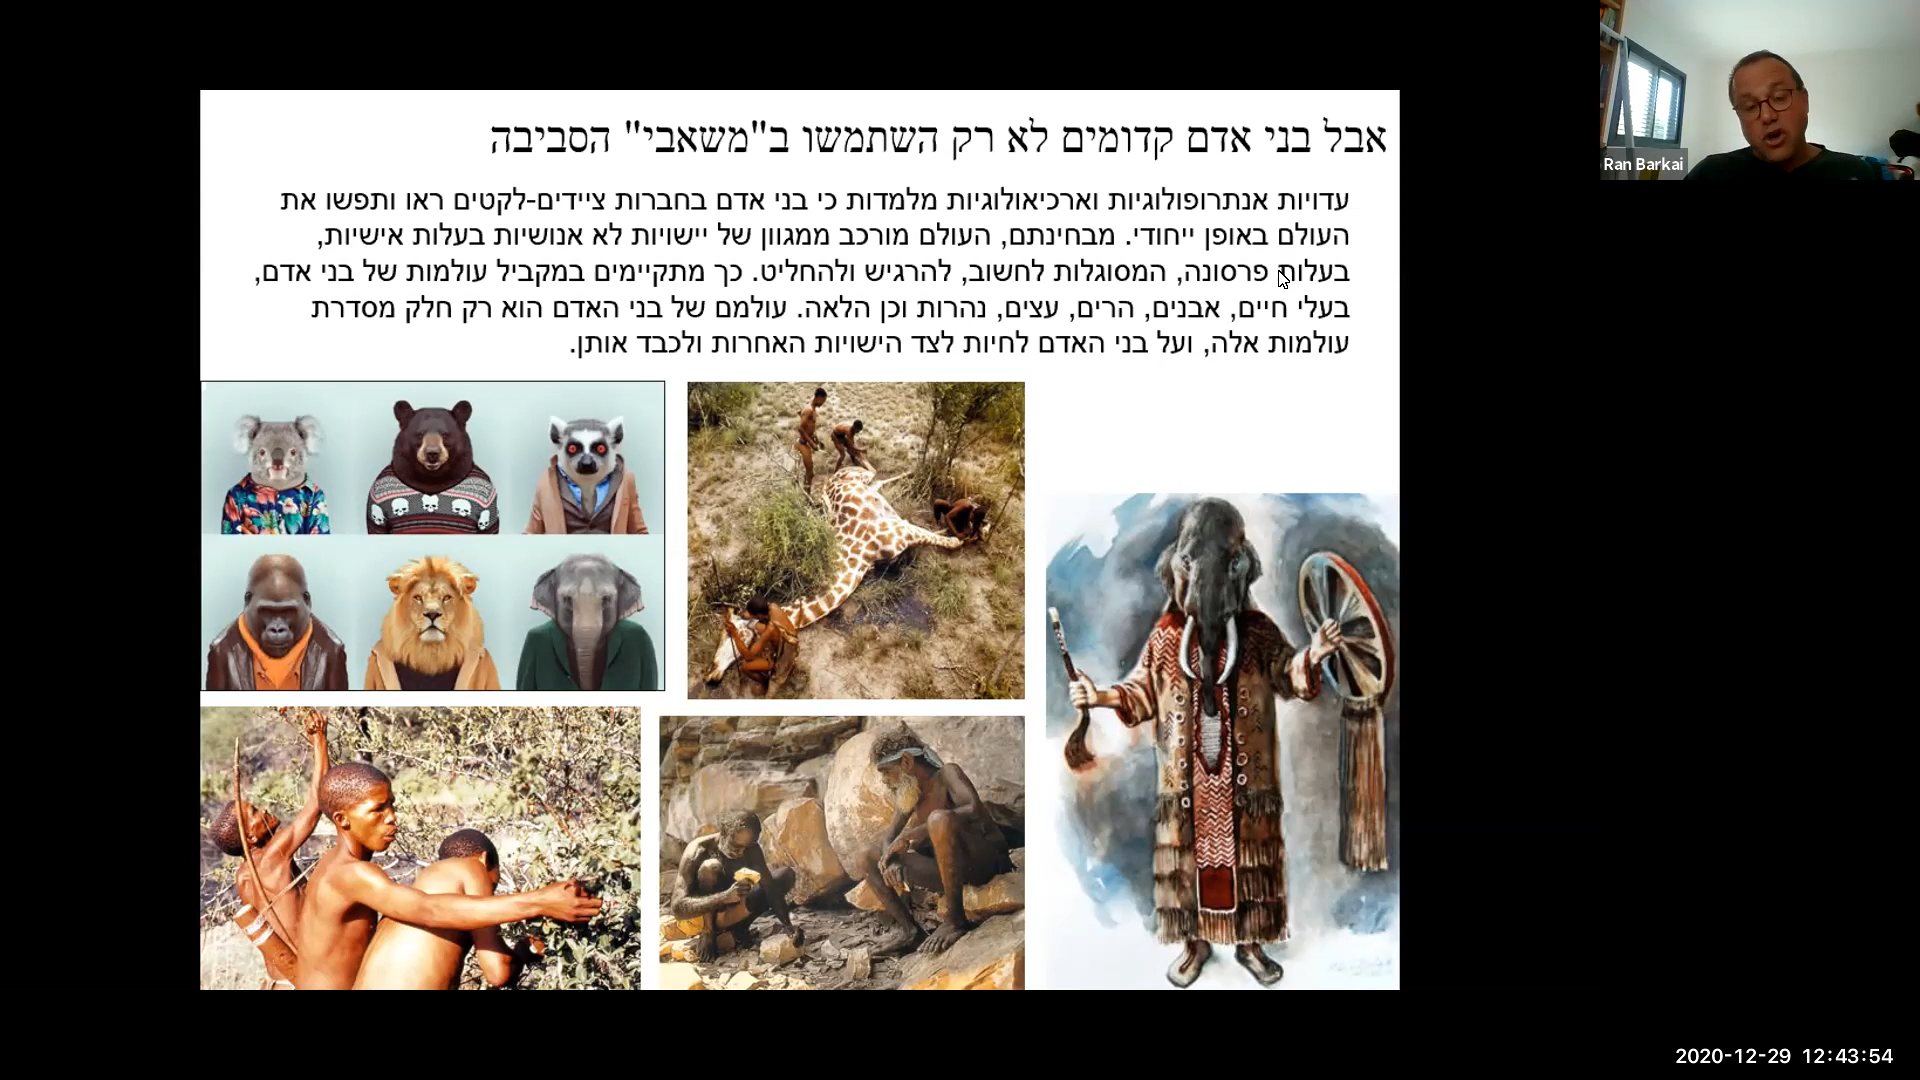 אבל בני אדם קדומים לא רק השתמשו ב"משאבי" הסביבה
עדויות אנתרופולוגיות וארכיאולוגיות מלמדות כי בני אדם בחברות ציידים-לקטים ראו ותפשו את
העולם באופן ייחודי. מבחינתם, העולם מורכב ממגוון של יישויות לא אנושיות בעלות אישיות,
בעלות פרסונה, המסוגלות לחשוב, להרגיש ולהחליט. כך מתקיימים במקביל עולמות של בני אדם,
בעלי חיים, אבנים, הרים, עצים, נהרות וכן הלאה. עולמם של בני האדם הוא רק חלק מסדרת
עולמות אלה, ועל בני האדם לחיות לצד הישויות האחרות ולכבד אותן.
Ran Barkai
2020-12-29 12:43:54